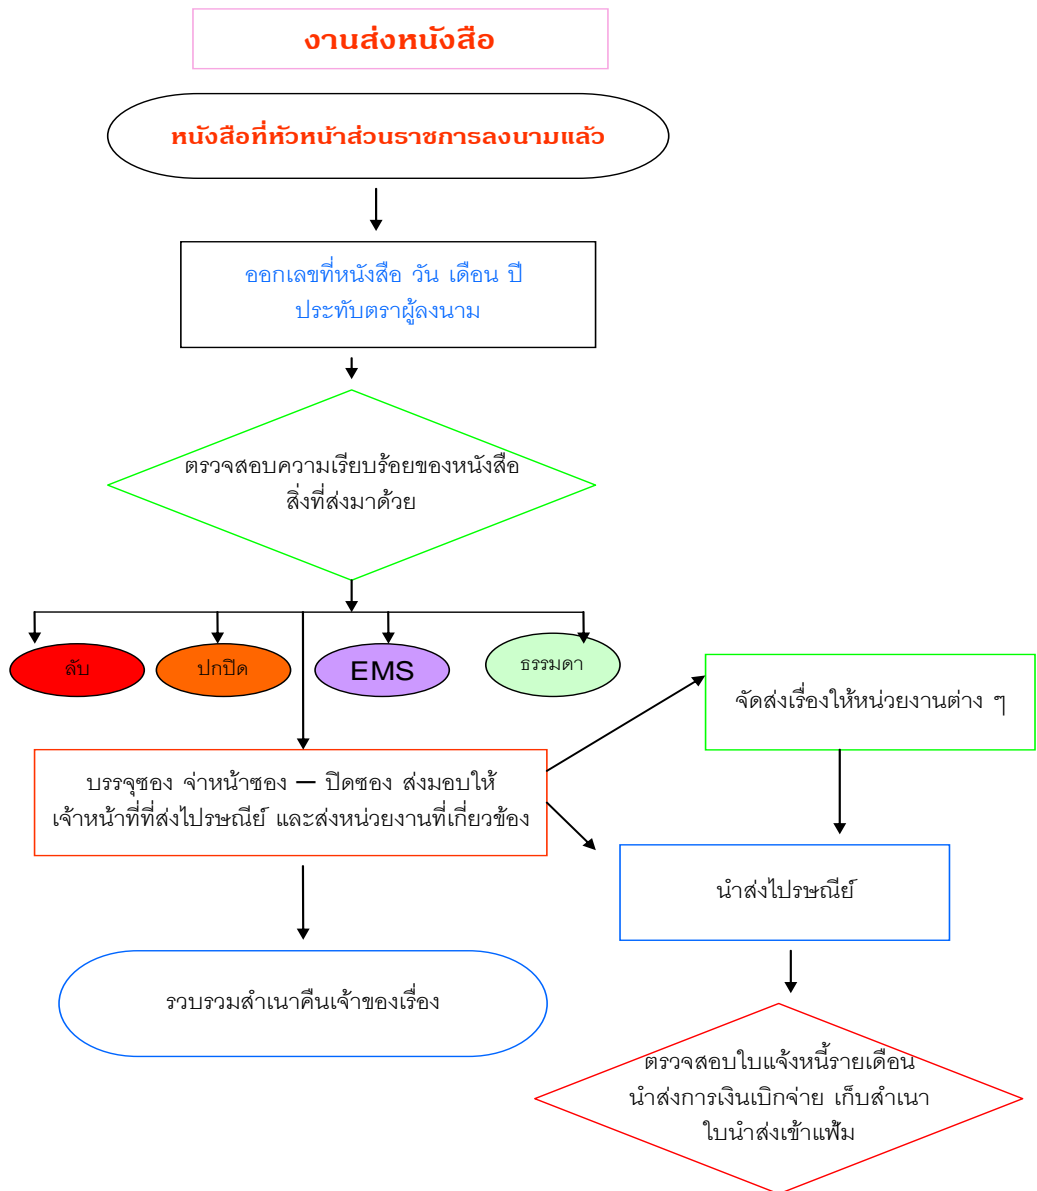 งานส่งหนังสือ
หนังสือที่หัวหน้าส่วนราชการลงนามแล้ว
ออกเลขที่หนังสือ วัน เดือน ปี
ประทับตราผู้ลงนาม
ตรวจสอบความเรียบร้อยของหนังสือ
สิ่งที่ส่งมาด้วย
ลับ
ปกปิด
EMS
ธรรมดา
จัดส่งเรื่องให้หน่วยงานต่าง ๆ
บรรจุซอง จ่าหน้าซอง – ปิดซอง ส่งมอบให้
เจ้าหน้าที่ที่ส่งไปรษณีย์ และส่งหน่วยงานที่เกี่ยวข้อง
นำส่งไปรษณีย์
รวบรวมสำเนาคืนเจ้าของเรื่อง
ตรวจสอบใบแจ้งหนี้รายเดือน
นำส่งการเงินเบิกจ่าย เก็บสำเนา
ใบนำส่งเข้าแฟ้ม